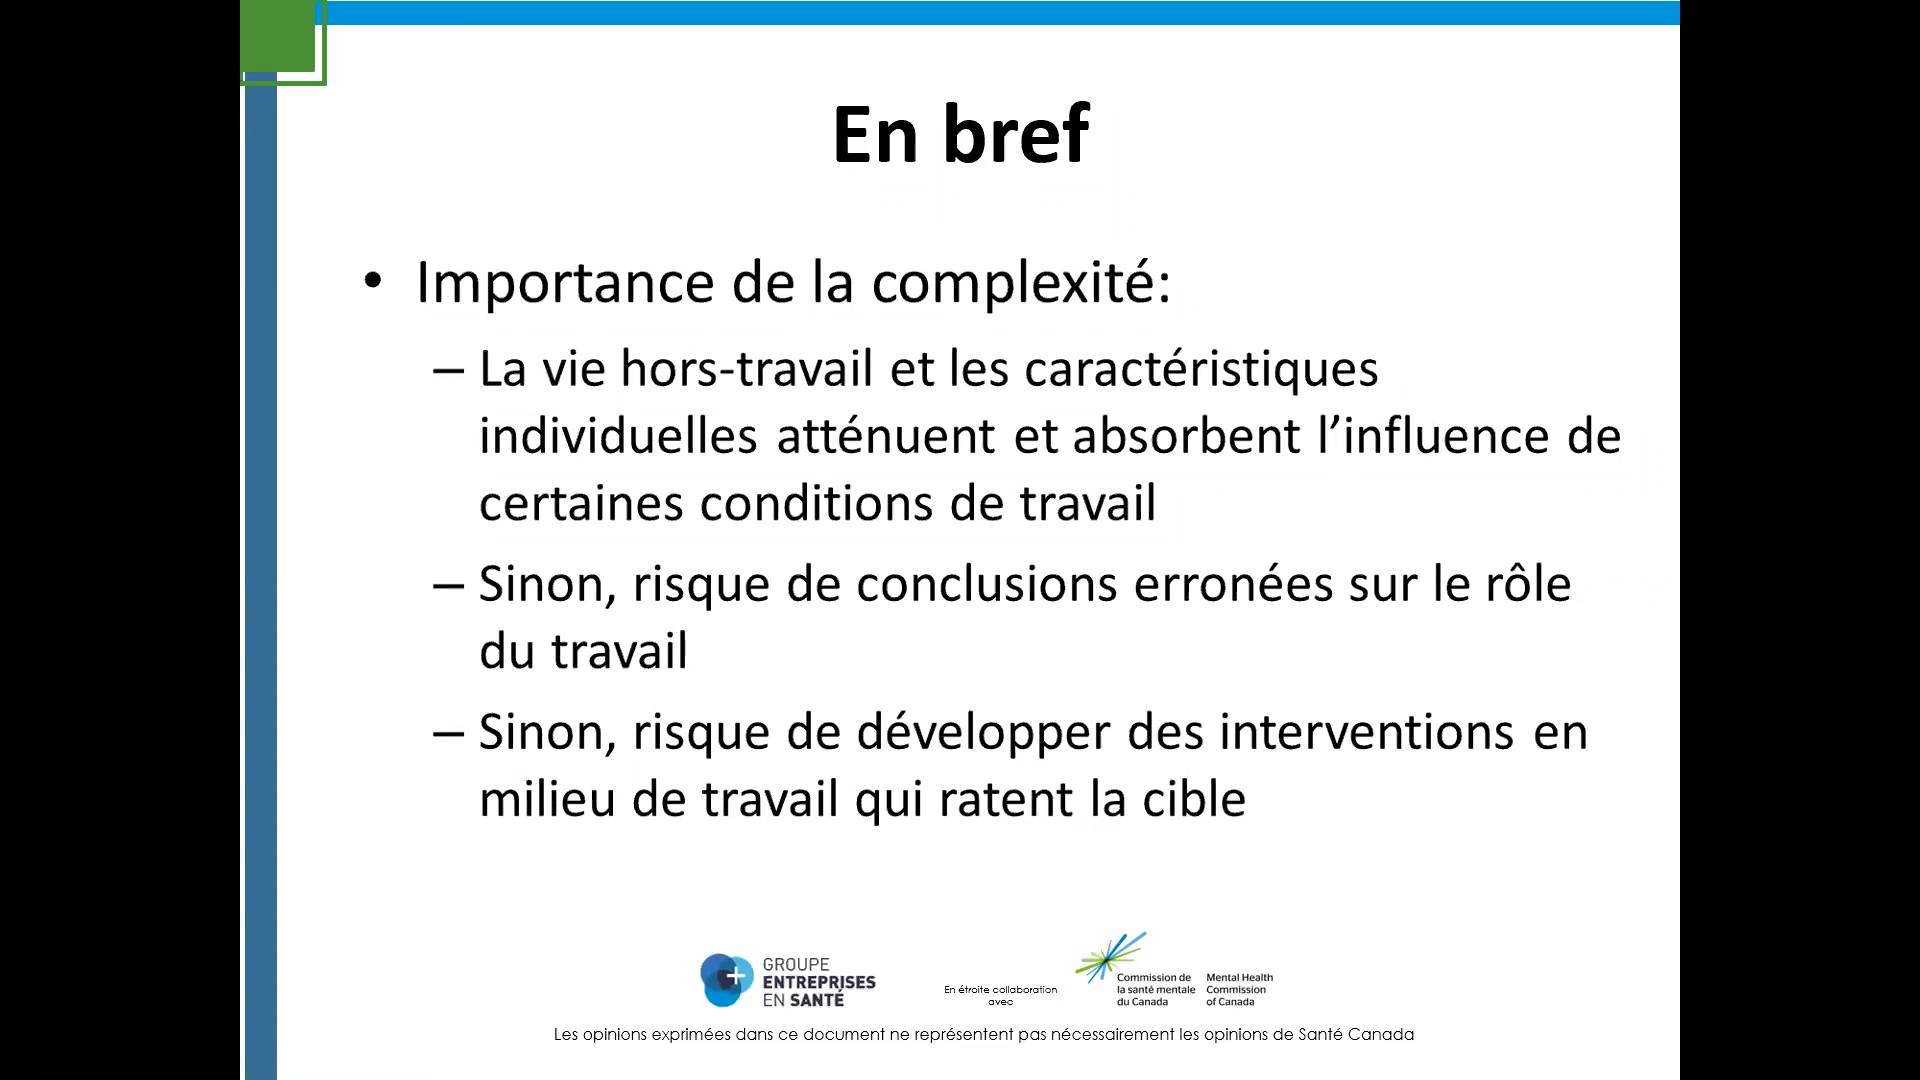 En bref
• Importance de la complexité:
– La vie hors-travail et les caractéristiques
individuelles atténuent et absorbent l’influence de
certaines conditions de travail
– Sinon, risque de conclusions erronées sur le rôle
du travail
– Sinon, risque de développer des interventions en
milieu de travail qui ratent la cible
GROUPE
ENTREPRISES
EN SANTÉ
En étroite collaboration
avec
Commission de
la santé mentale
du Canada
Mental Health
Commission
of Canada
Les opinions exprimées dans ce document ne représentent pas nécessairement les opinions de Santé Canada